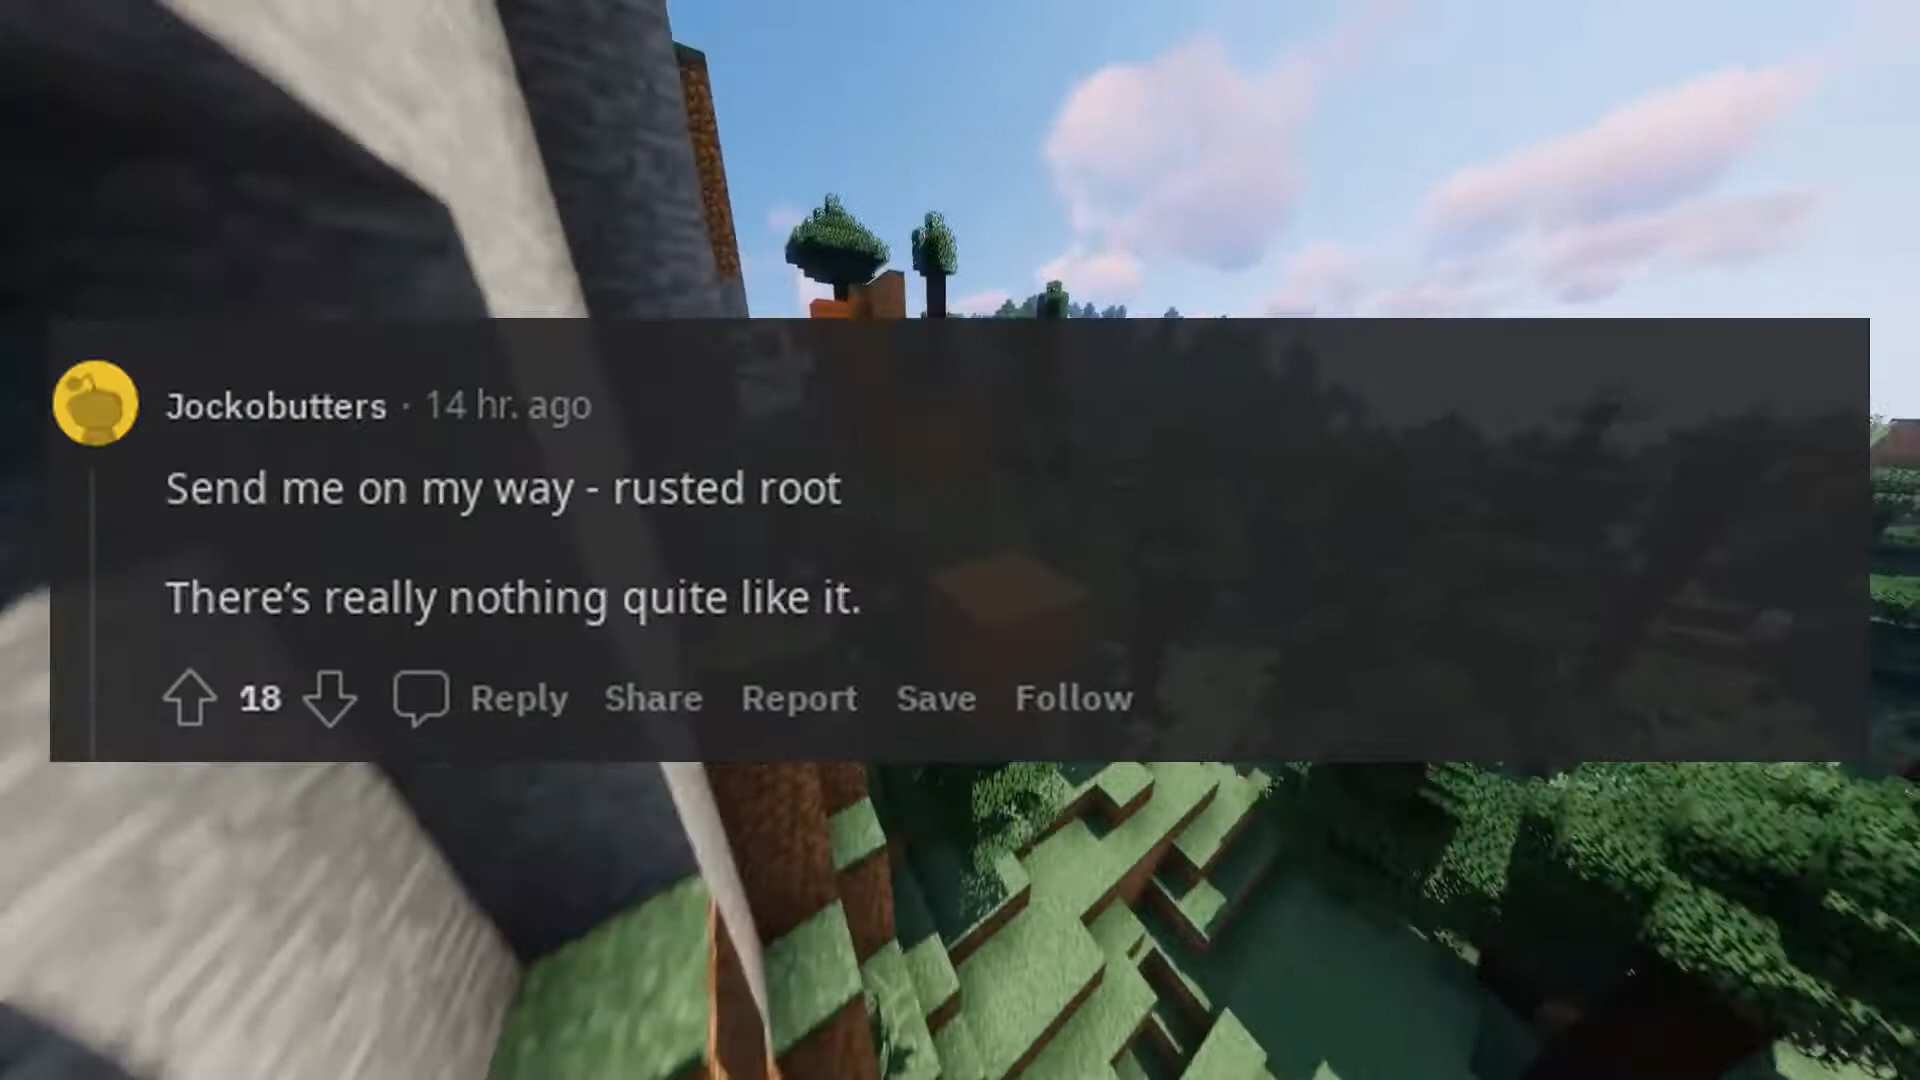 Jockobutters · 14 hr. ago
Send me on my way - rusted root
There’s really nothing quite like it.
18 Reply Share Report Save Follow